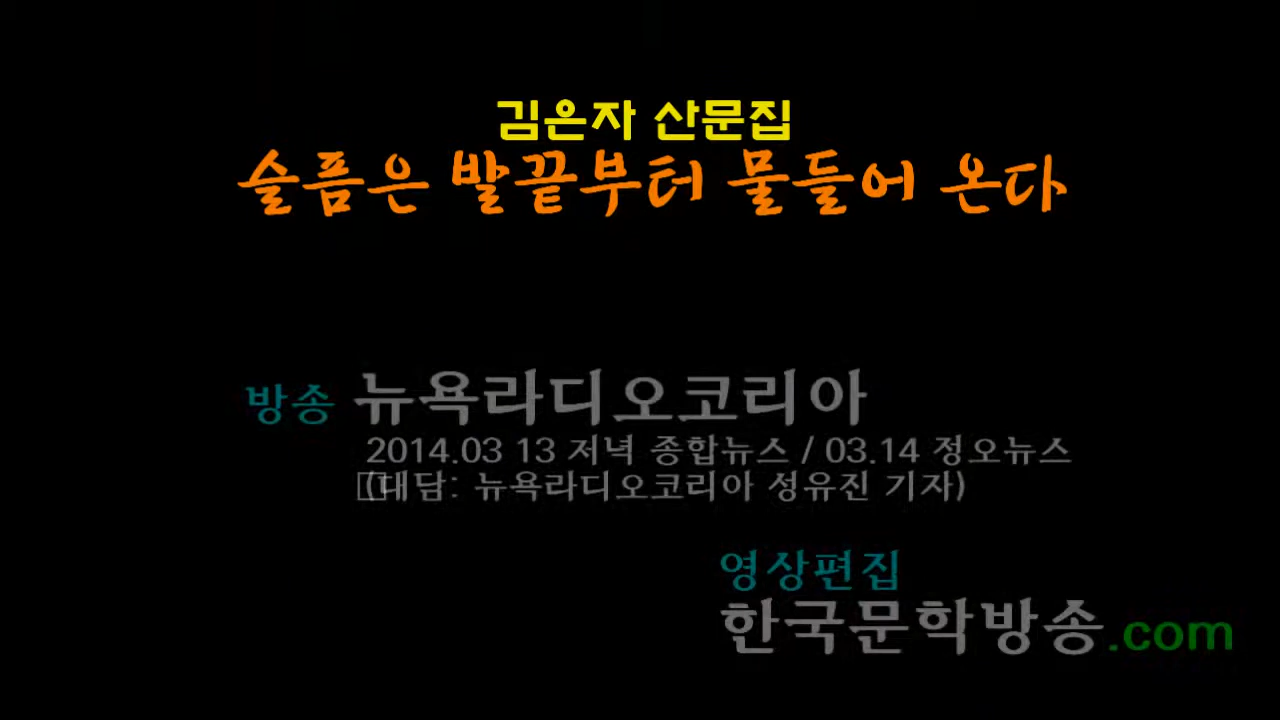 김은자 산문집
슬픔은 발끝부터 물들어 온다
방송 뉴욕라디오코리아
2014.03 13 저녁 종합뉴스 / 03.14 정오뉴스
(대담: 뉴욕라디오코리아 성유진 기자)
영상편집
한국문학방송.com